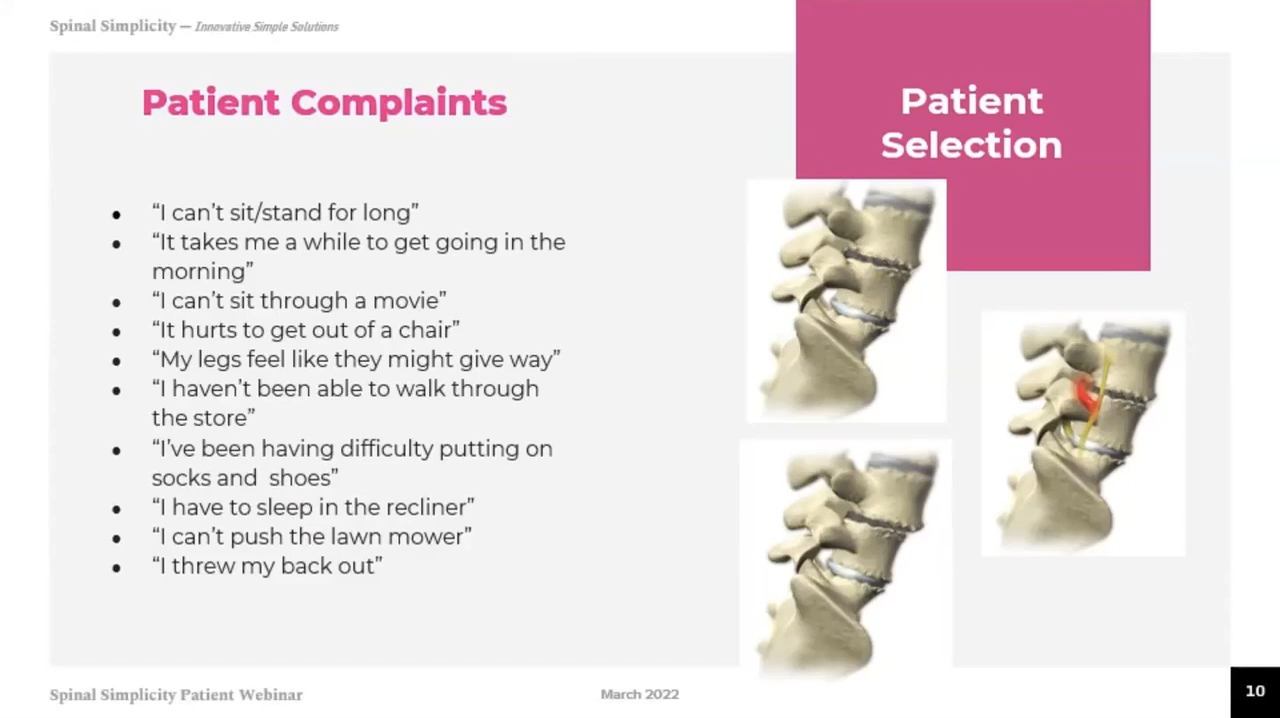 Spinal Simplicity — Innovative Simple Solutions
Patient Complaints
Patient
Selection
• “I can’t sit/stand for long”
• “It takes me a while to get going in the
morning”
• “I can’t sit through a movie”
• “It hurts to get out of a chair”
• “My legs feel like they might give way”
• “I haven’t been able to walk through
the store”
• “I’ve been having difficulty putting on
socks and  shoes”
• “I have to sleep in the recliner”
• “I can’t push the lawn mower”
• “I threw my back out”
Spinal Simplicity Patient Webinar
March 2022
10